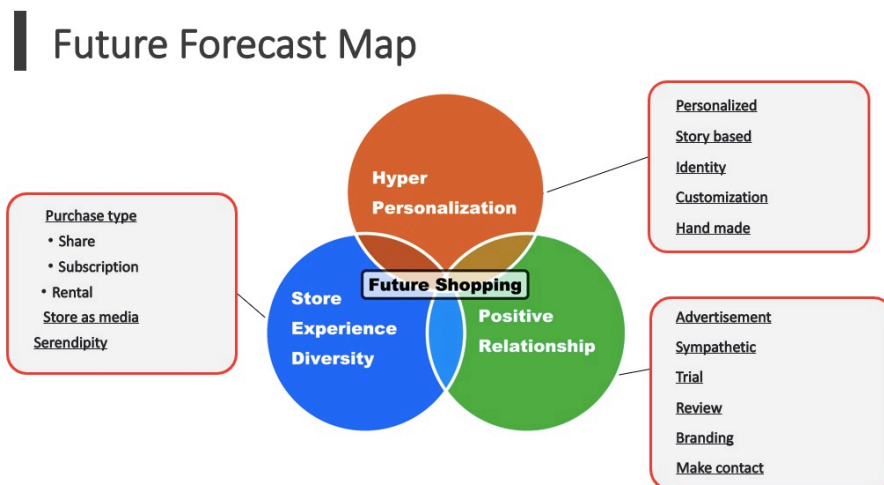 Future Forecast Map
Personalized
Story based
Identity
Customization
Hand made
Hyper
Personalization
Purchase type
• Share
• Subscription
• Rental
Store as media
Serendipity
Future Shopping
Store
Experience
Diversity
Positive
Relationship
Advertisement
Sympathetic
Trial
Review
Branding
Make contact